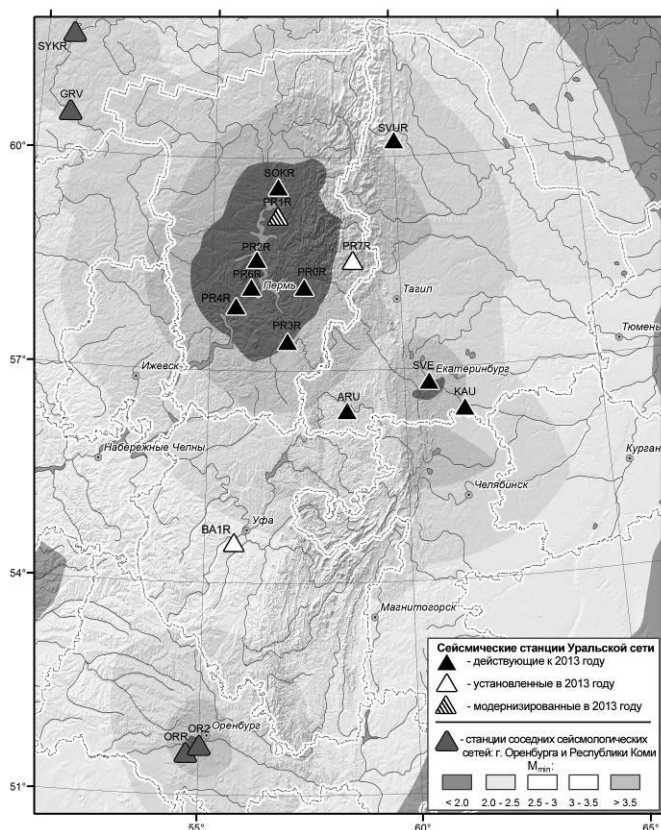 SYKR
GRV
60°
SVUR
SOKR
PR1R
PR2R
PR7R
PR6R
PR0R
Пермь
PR4R
Тагил
PR3R
Тюмень
57°
Ижевск
SVE
Екатеринбург
ARU
KAU
Набережные Челны
Курган
Челябинск
BA1R
Уфа
54°
Магнитогорск
Сейсмические станции Уральской сети
- действующие к 2013 году
- установленные в 2013 году
- модернизированные в 2013 году
- станции соседних сейсмологических
сетей: г. Оренбурга и Республики Коми
Mmin:
< 2.0 2.0 - 2.5 2.5 - 3 3 - 3.5 > 3.5
OR2
Оренбург
ORR
51°
55° 60° 65°